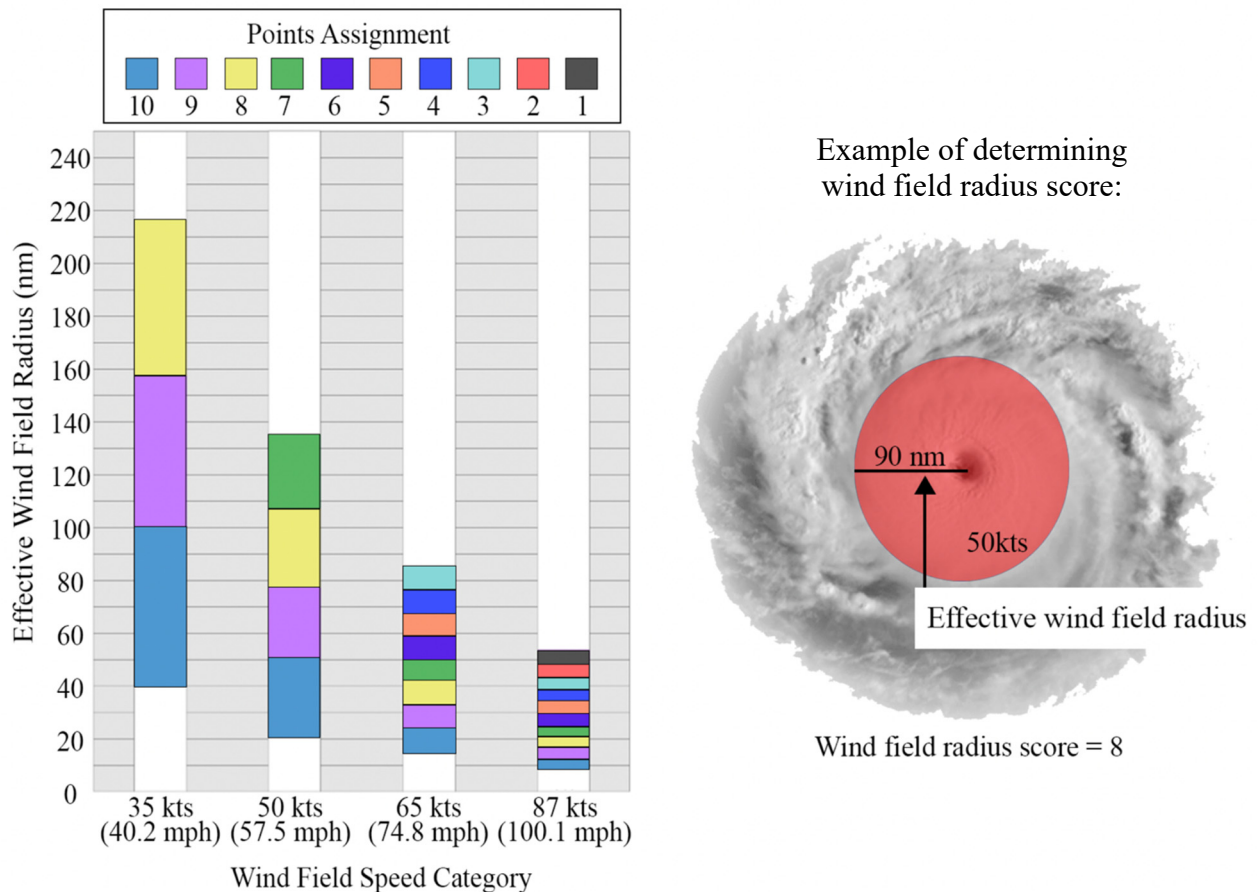 Points Assignment
10 9 8 7 6 5 4 3 2 1
Effective Wind Field Radius (nm)
240
220
200
180
160
140
120
100
80
60
40
20
0
35 kts 50 kts 65 kts 87 kts
(40.2 mph) (57.5 mph) (74.8 mph) (100.1 mph)
Wind Field Speed Category
Example of determining
wind field radius score:
90 nm
50kts
Effective wind field radius
Wind field radius score = 8